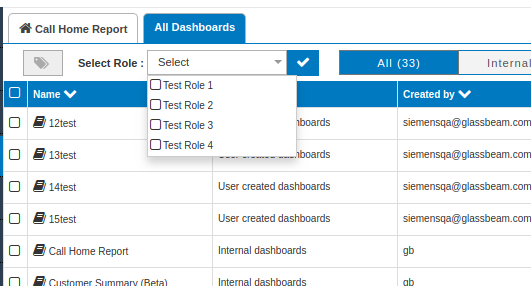 Call Home Report
All Dashboards
Select Role :
Select
All (33)
Internal
Name
Created by
Test Role 1
Test Role 2
Test Role 3
Test Role 4
12test
boards
siemensqa@glassbeam.com
13test
User created dashboards
siemensqa@glassbeam.com
14test
User created dashboards
siemensqa@glassbeam.com
15test
User created dashboards
siemensqa@glassbeam.com
Call Home Report
Internal dashboards
gb
Customer Summary (Beta)
Internal dashboards
gb